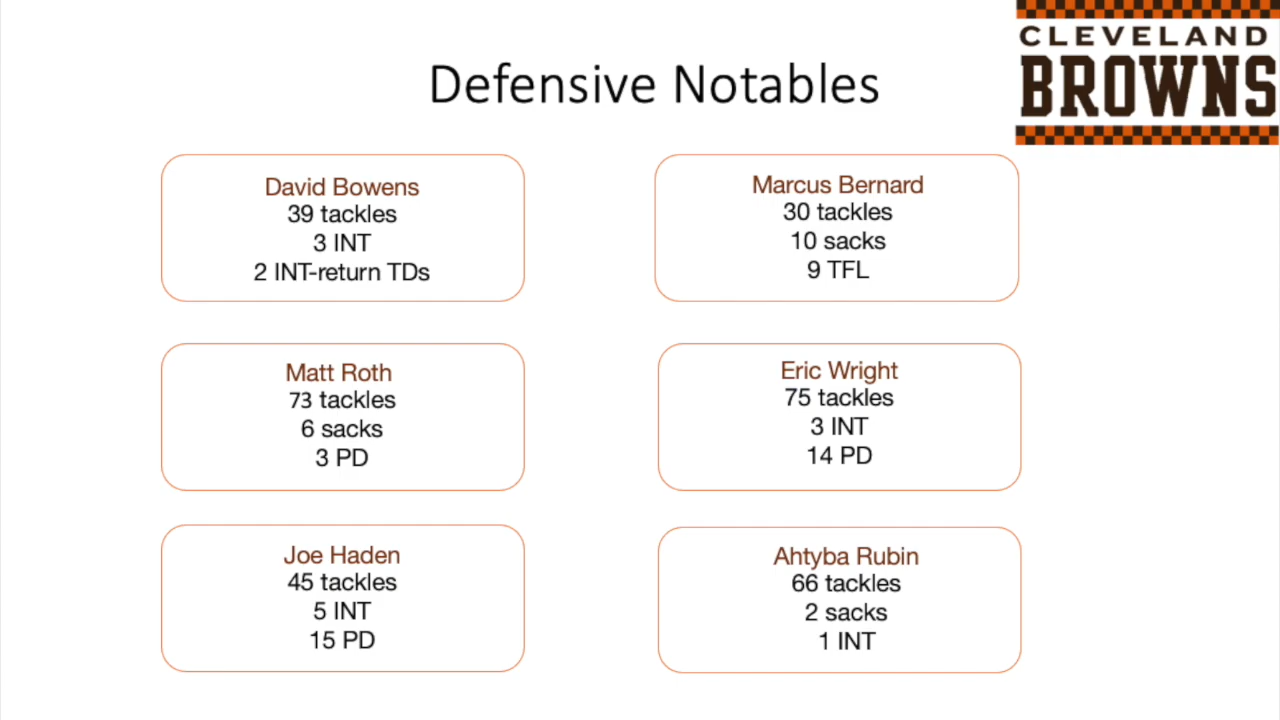 CLEVELAND
BROWNS
Defensive Notables
David Bowens
39 tackles
3 INT
2 INT-return TDs
Marcus Bernard
30 tackles
10 sacks
9 TFL
Matt Roth
73 tackles
6 sacks
3 PD
Eric Wright
75 tackles
3 INT
14 PD
Joe Haden
45 tackles
5 INT
15 PD
Ahtyba Rubin
66 tackles
2 sacks
1 INT